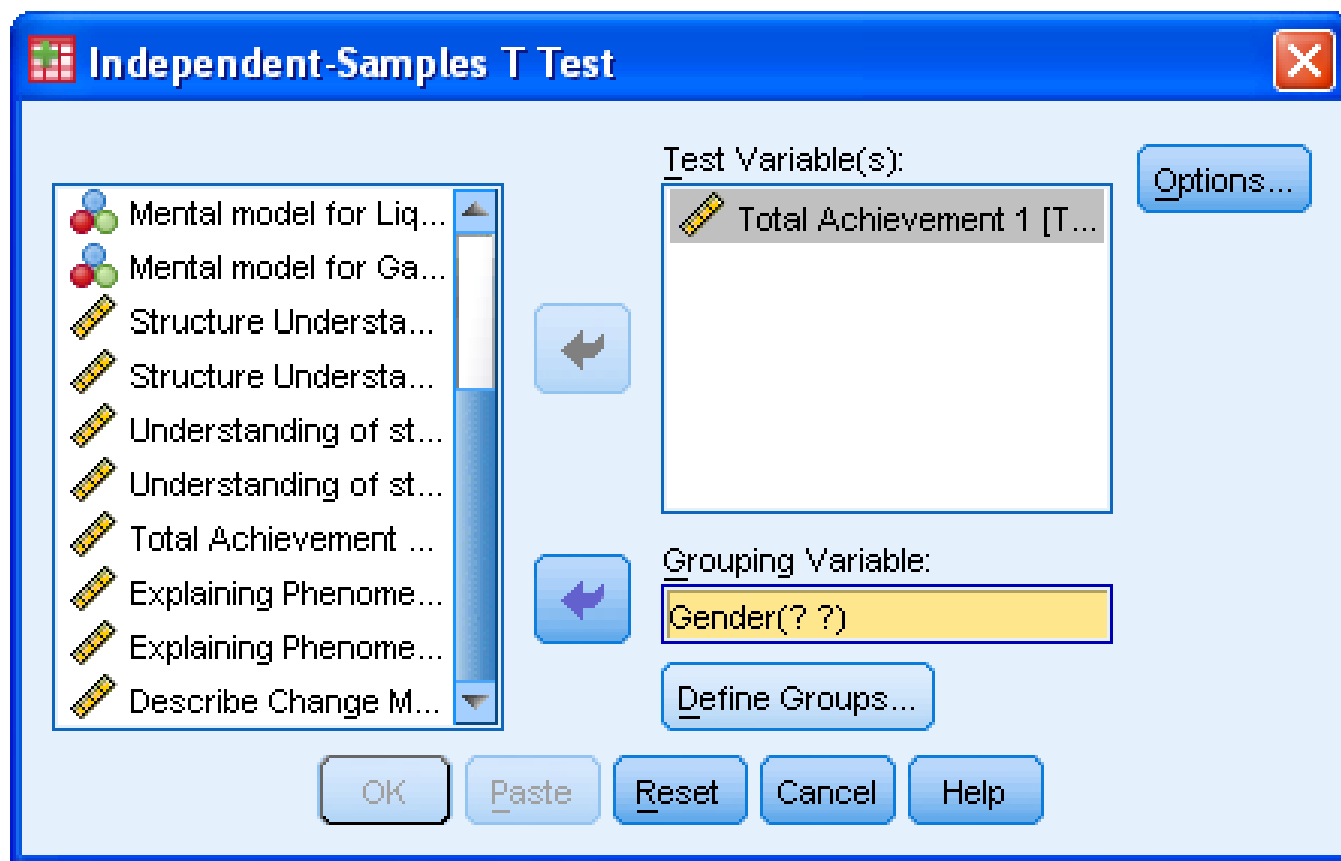 Independent-Samples T Test
Mental model for Liq...
Mental model for Ga...
Structure Understa...
Structure Understa...
Understanding of st...
Understanding of st...
Total Achievement ...
Explaining Phenome...
Explaining Phenome...
Describe Change M...
Test Variable(s):
Total Achievement 1 [T...
Options...
Grouping Variable:
Gender(? ?)
Define Groups...
OK
Paste
Reset
Cancel
Help